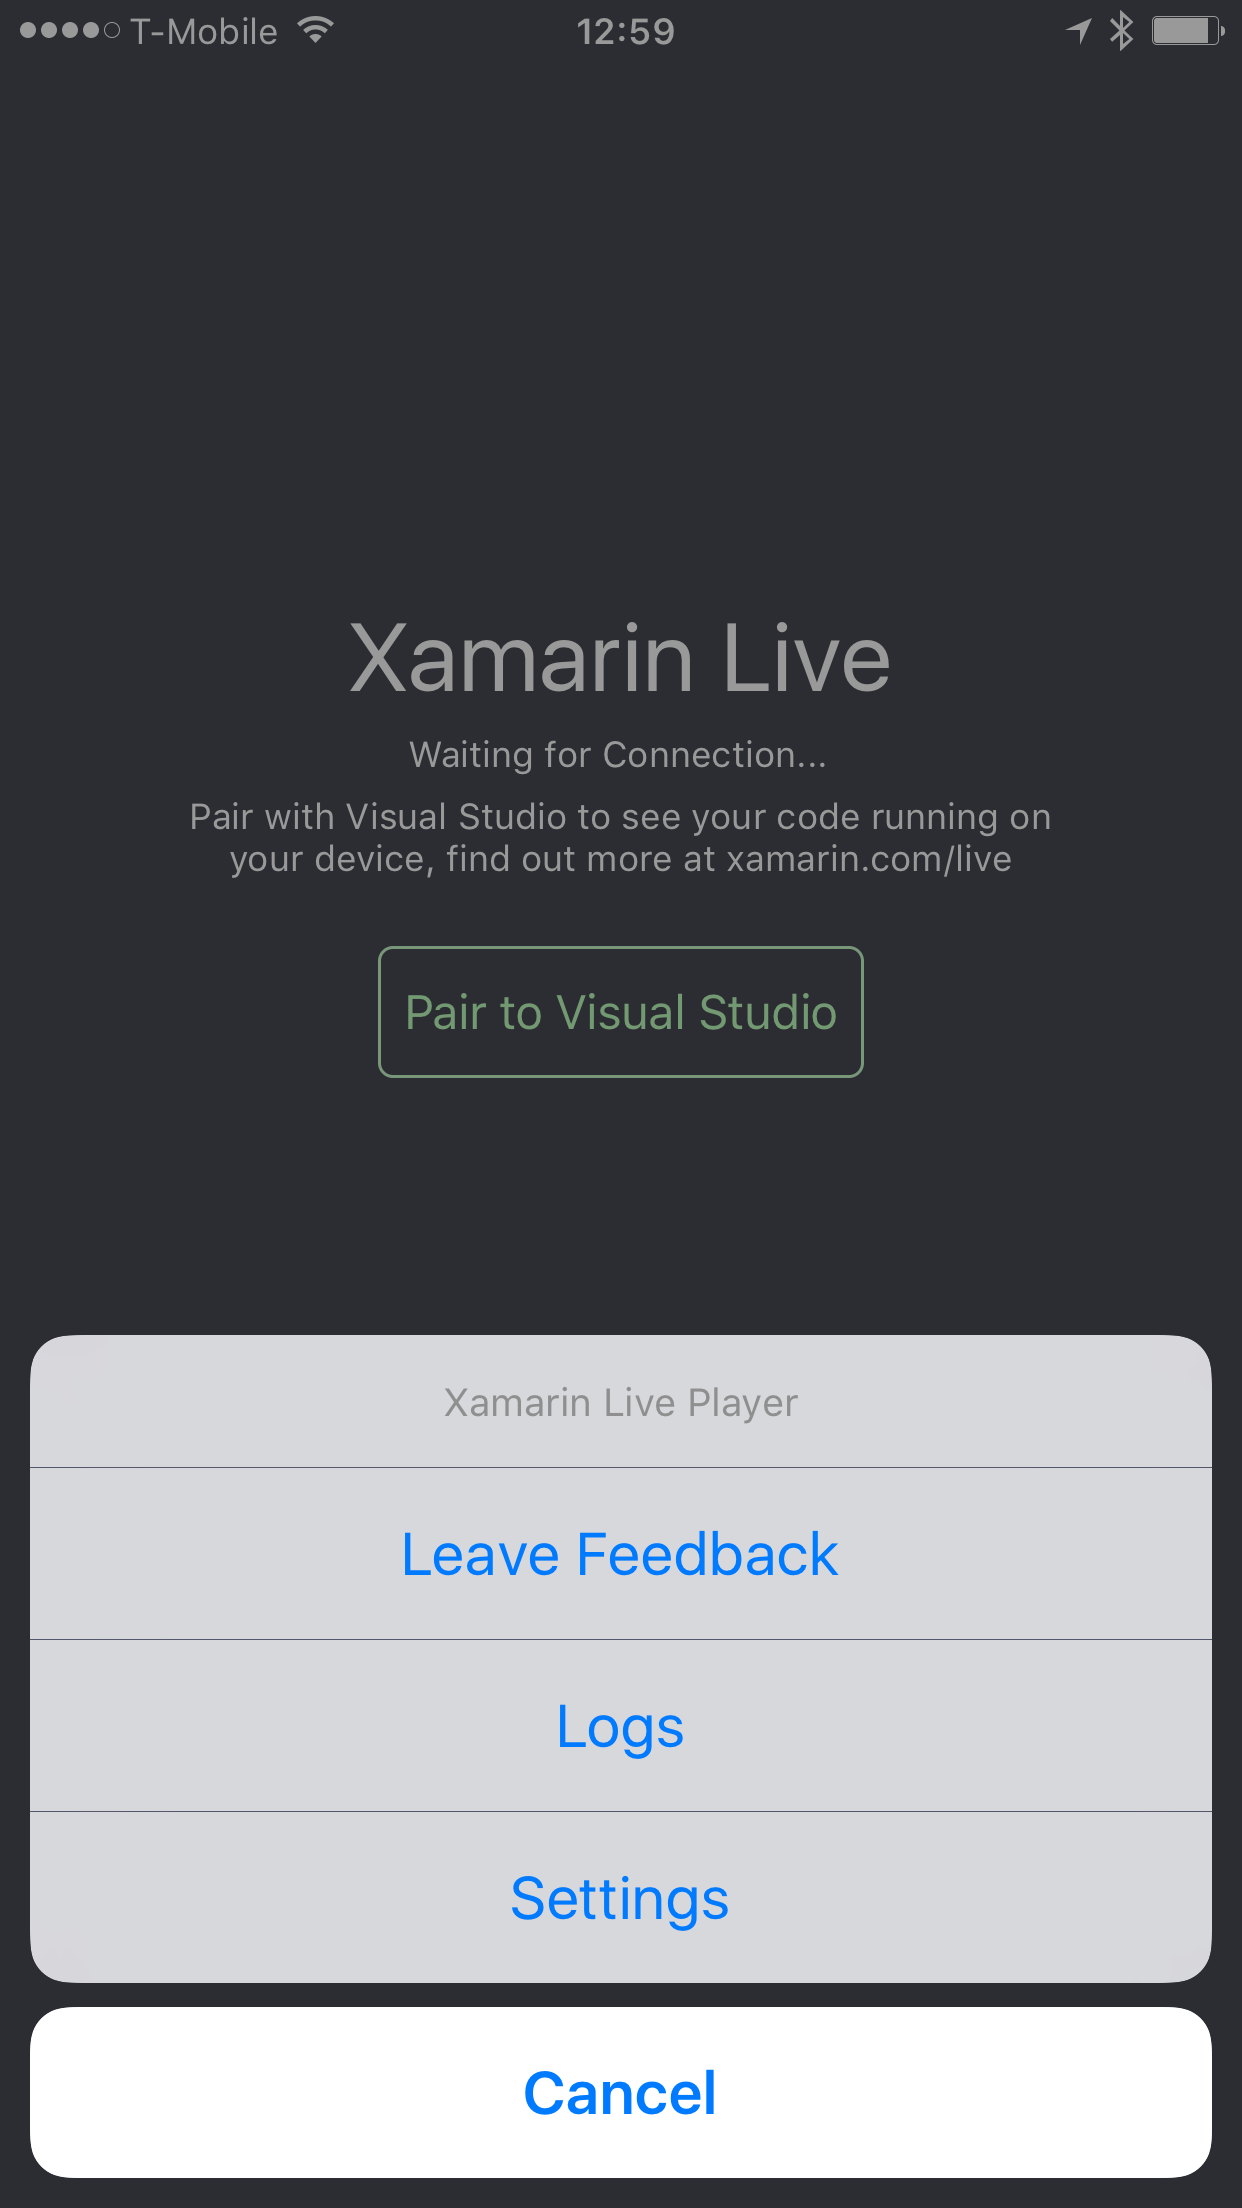 T-Mobile 12:59
Xamarin Live
Waiting for Connection...
Pair with Visual Studio to see your code running on
your device, find out more at xamarin.com/live
Pair to Visual Studio
Xamarin Live Player
Leave Feedback
Logs
Settings
Cancel